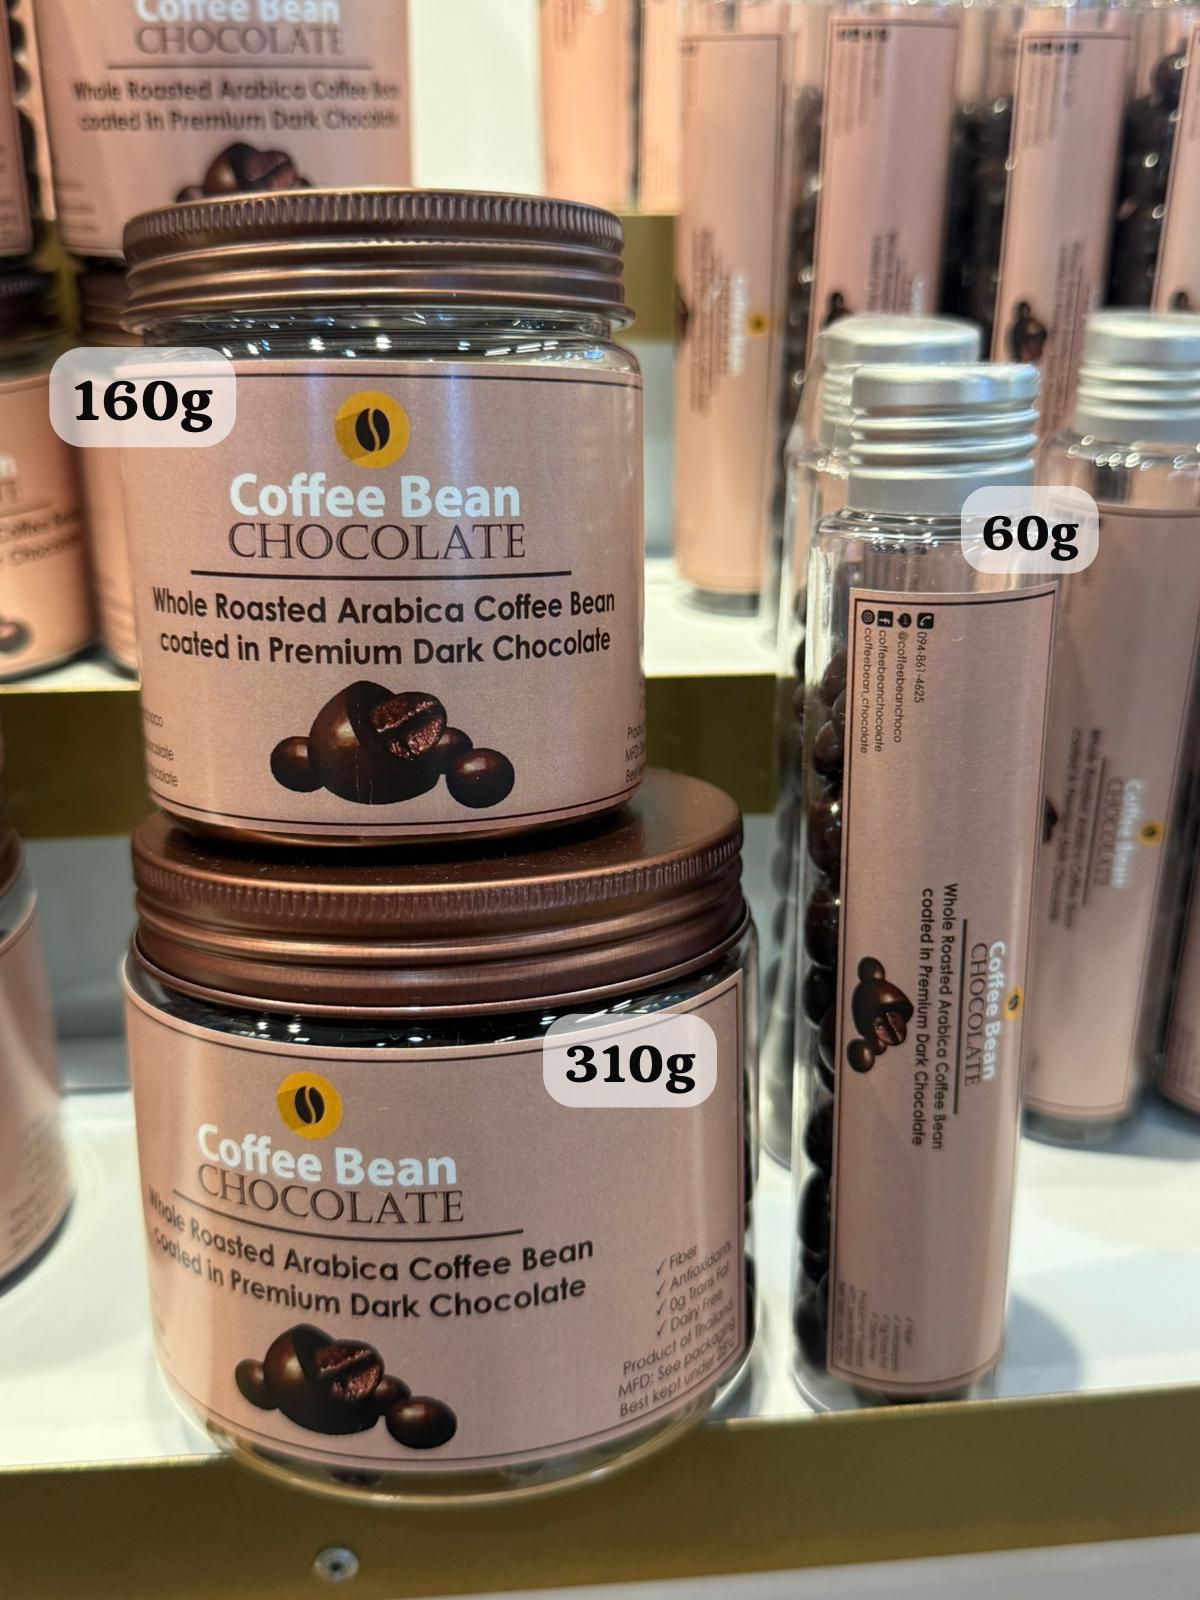 Coffee Bean
CHOCOLATE
Whole Roasted Arabica Coffee Bean
coated in Premium Dark Chocolate
160g
Coffee Bean
CHOCOLATE
Whole Roasted Arabica Coffee Bean
coated in Premium Dark Chocolate
310g
Coffee Bean
CHOCOLATE
Whole Roasted Arabica Coffee Bean
coated in Premium Dark Chocolate
✓ Fiber
✓ Antioxidants
✓ 0g Trans Fat
✓ Dairy Free
Product of Thailand
MFD: See packaging
Best kept under 25°C
60g
094-861-4625
@coffeebeanchoco
coffeebeanchocolate
coffeebean_chocolate
Coffee Bean
CHOCOLATE
Whole Roasted Arabica Coffee Bean
coated in Premium Dark Chocolate
Coffee Bean
CHOCOLATE